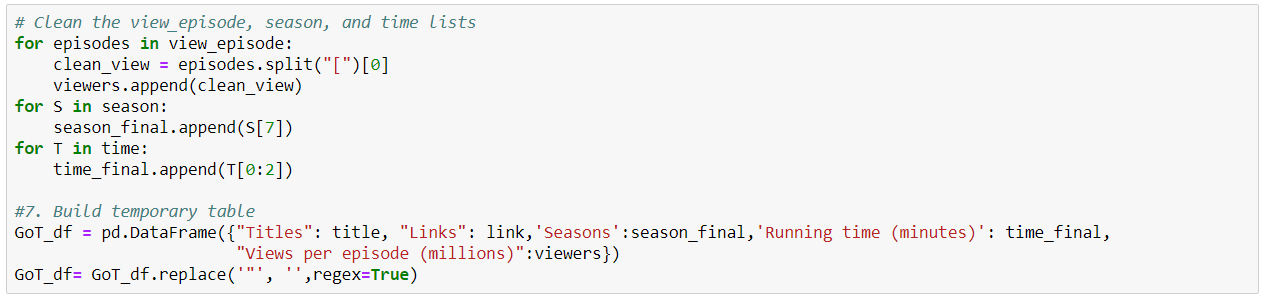 # Clean the view_episode, season, and time lists
for episodes in view_episode:
    clean_view = episodes.split("[")[0]
    viewers.append(clean_view)
for S in season:
    season_final.append(S[7])
for T in time:
    time_final.append(T[0:2])

#7. Build temporary table
GoT_df = pd.DataFrame({"Titles": title, "Links": link,'Seasons':season_final,'Running time (minutes)': time_final,
                       "Views per episode (millions)":viewers})
GoT_df= GoT_df.replace('"', '',regex=True)